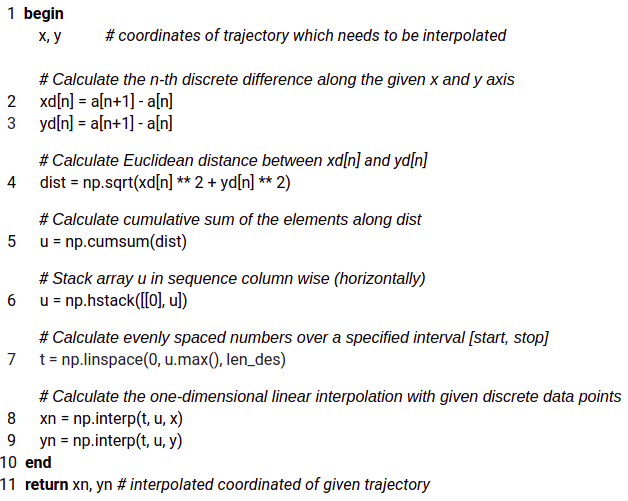 1 begin
x, y # coordinates of trajectory which needs to be interpolated
# Calculate the n-th discrete difference along the given x and y axis
2 xd[n] = a[n+1] - a[n]
3 yd[n] = a[n+1] - a[n]
# Calculate Euclidean distance between xd[n] and yd[n]
4 dist = np.sqrt(xd[n] ** 2 + yd[n] ** 2)
# Calculate cumulative sum of the elements along dist
5 u = np.cumsum(dist)
# Stack array u in sequence column wise (horizontally)
6 u = np.hstack([[0], u])
# Calculate evenly spaced numbers over a specified interval [start, stop]
7 t = np.linspace(0, u.max(), len_des)
# Calculate the one-dimensional linear interpolation with given discrete data points
8 xn = np.interp(t, u, x)
9 yn = np.interp(t, u, y)
10 end
11 return xn, yn # interpolated coordinated of given trajectory